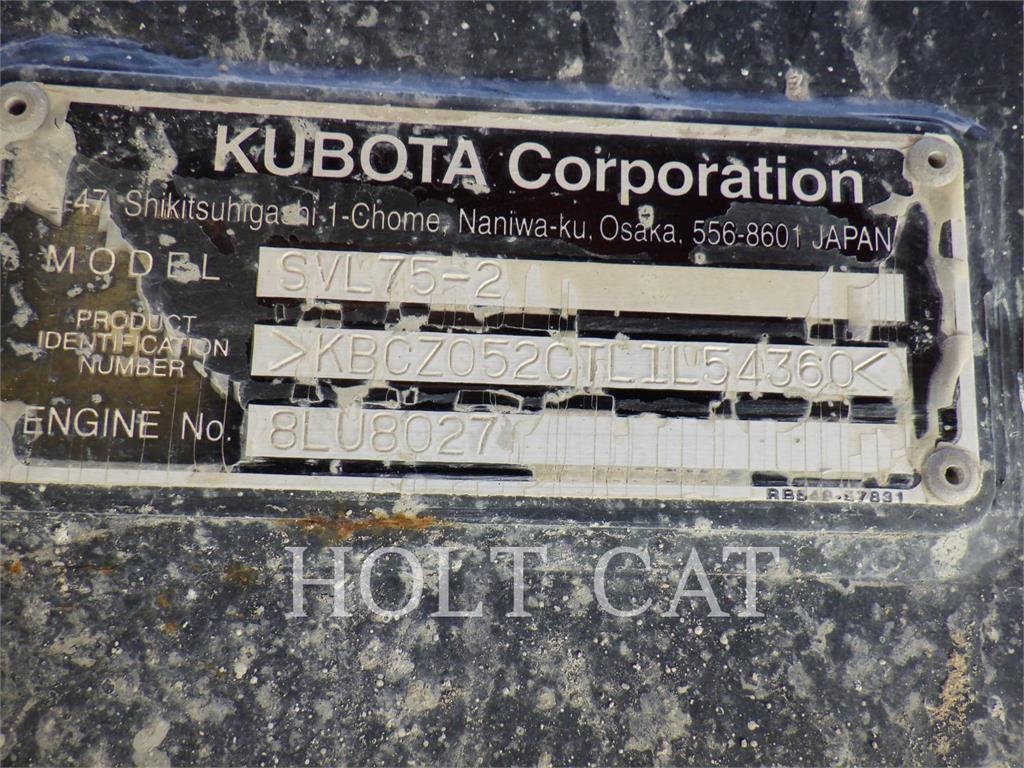 KUBOTA Corporation
-47, Shikitsuhigashi 1-Chome, Naniwa-ku, Osaka, 556-8601 JAPAN
MODEL SVL75-2
PRODUCT
IDENTIFICATION
NUMBER
>KBCZ052CTL1L54360<
ENGINE No. 8LU8027
HOLT CAT